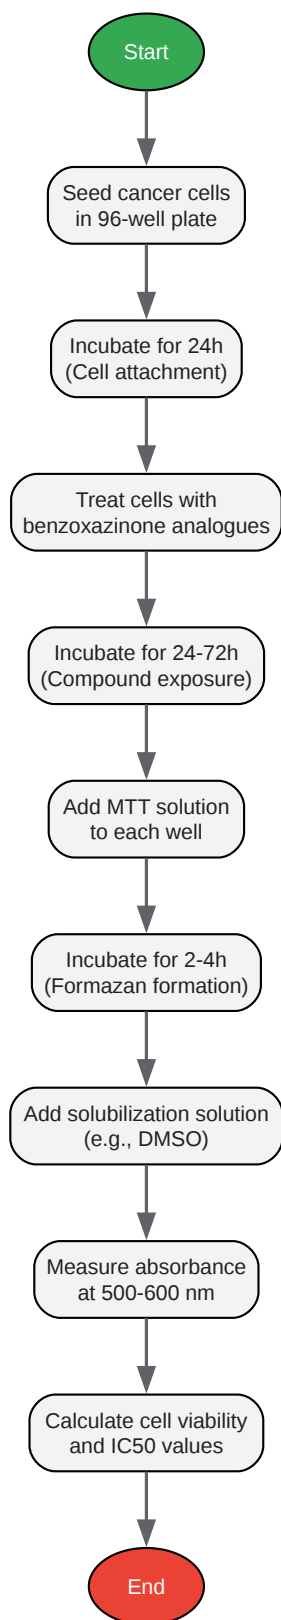 Start
Seed cancer cells
in 96-well plate
Incubate for 24h
(Cell attachment)
Treat cells with
benzoxazinone analogues
Incubate for 24-72h
(Compound exposure)
Add MTT solution
to each well
Incubate for 2-4h
(Formazan formation)
Add solubilization solution
(e.g., DMSO)
Measure absorbance
at 500-600 nm
Calculate cell viability
and IC50 values
End